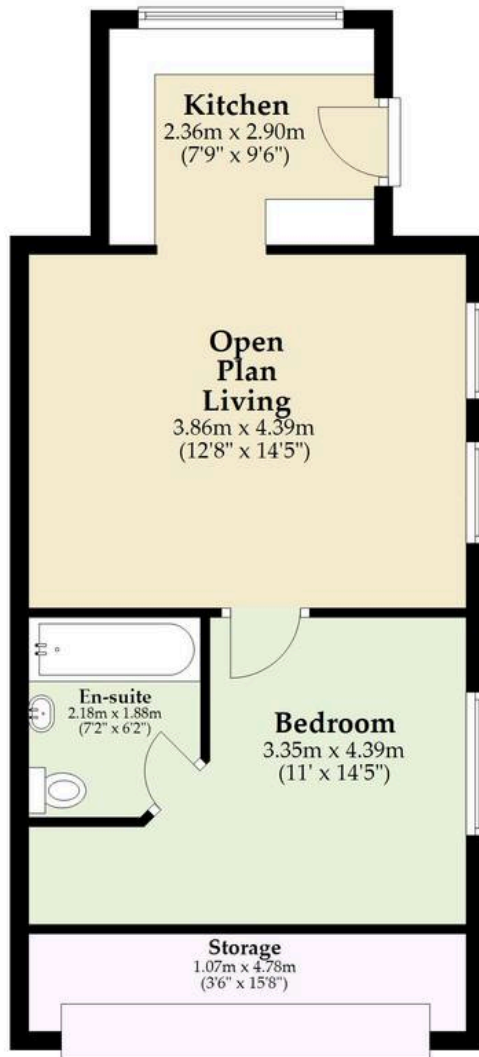 Kitchen
2.36m x 2.90m
(7'9" x 9'6")
Open
Plan
Living
3.86m x 4.39m
(12'8" x 14'5")
En-suite
2.18m x 1.88m
(7'2" x 6'2")
Bedroom
3.35m x 4.39m
(11' x 14'5")
Storage
1.07m x 4.78m
(3'6" x 15'8")